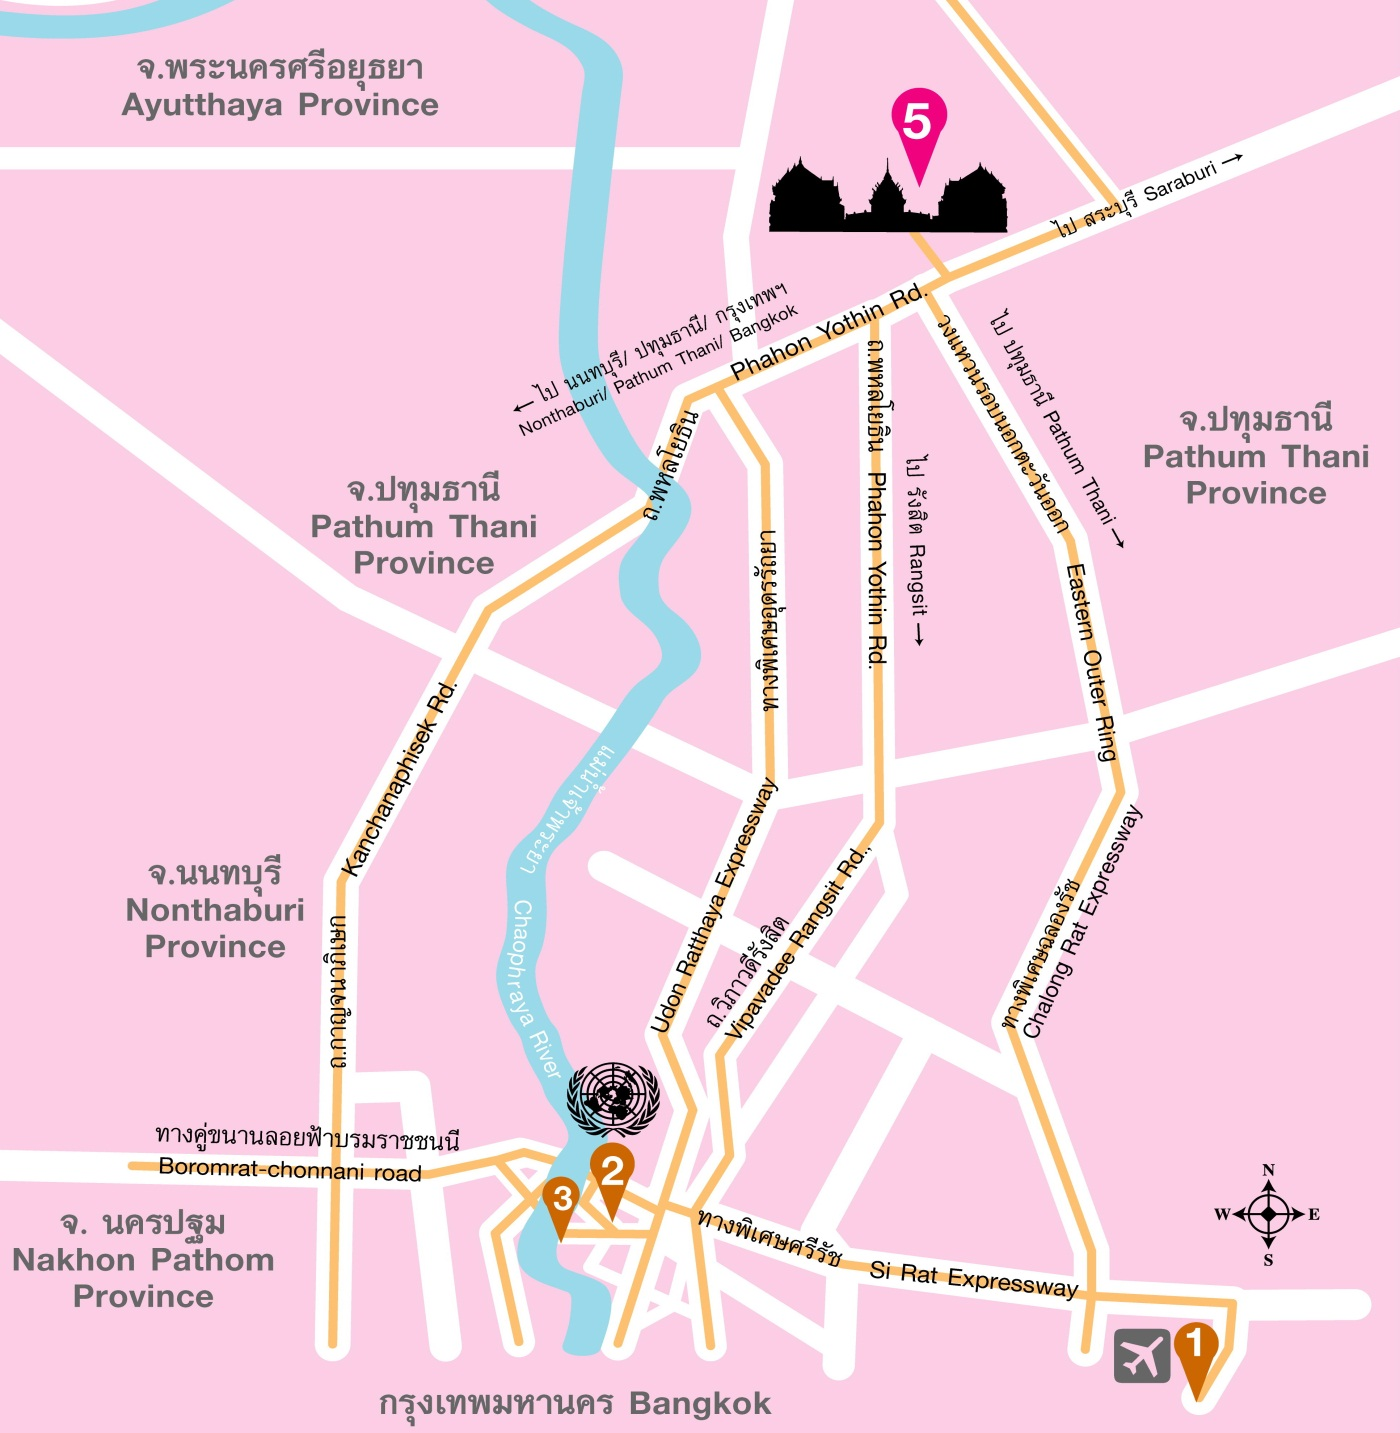 จ.พระนครศรีอยุธยา
Ayutthaya Province
5
ไป สระบุรี Saraburi →
← ไป นนทบุรี/ ปทุมธานี/ กรุงเทพฯ
Nonthaburi/ Pathum Thani/ Bangkok
Phahon Yothin Rd.
ถ.พหลโยธิน
ถ.พหลโยธิน Phahon Yothin Rd.
ไป รังสิต Rangsit →
วงแหวนรอบนอกตะวันออก
Eastern Outer Ring
ไป ปทุมธานี Pathum Thani →
จ.ปทุมธานี
Pathum Thani
Province
จ.ปทุมธานี
Pathum Thani
Province
ทางพิเศษอุดรรัถยา
Udon Ratthaya Expressway
Kanchanaphisek Rd.
ถ.กาญจนาภิเษก
แม่น้ำเจ้าพระยา
Chaophraya River
จ.นนทบุรี
Nonthaburi
Province
ถ.วิภาวดีรังสิต
Vipavadee Rangsit Rd.,
ทางพิเศษฉลองรัช
Chalong Rat Expressway
ทางคู่ขนานลอยฟ้าบรมราชชนนี
Boromrat-chonnani road
2
3
จ. นครปฐม
Nakhon Pathom
Province
ทางพิเศษศรีรัช
Si Rat Expressway
N
W E
S
1
กรุงเทพมหานคร Bangkok